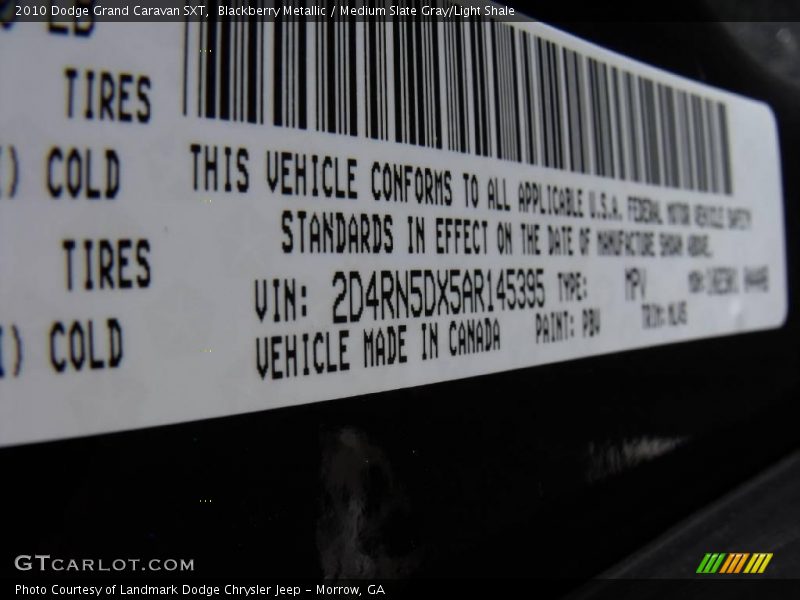 2010 Dodge Grand Caravan SXT, Blackberry Metallic / Medium Slate Gray/Light Shale
TIRES
) COLD
THIS VEHICLE CONFORMS TO ALL APPLICABLE U.S.A. FEDERAL MOTOR VEHICLE SAFETY
STANDARDS IN EFFECT ON THE DATE OF MANUFACTURE SHOWN ABOVE.
TIRES
VIN: 2D4RN5DX5AR145395 TYPE: MPV
) COLD
VEHICLE MADE IN CANADA PAINT: PBV TRIM:
GTCARLOT.COM
Photo Courtesy of Landmark Dodge Chrysler Jeep - Morrow, GA